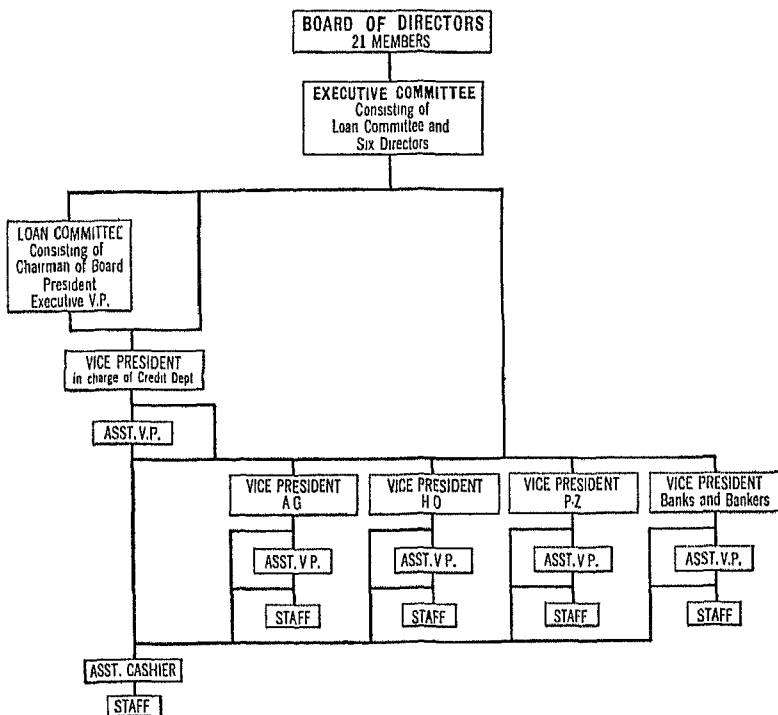 BOARD OF DIRECTORS
21 MEMBERS
EXECUTIVE COMMITTEE
Consisting of
Loan Committee and
Six Directors
LOAN COMMITTEE
Consisting of
Chairman of Board
President
Executive V.P.
VICE PRESIDENT
in charge of Credit Dept
ASST. V.P.
VICE PRESIDENT
A G
VICE PRESIDENT
H O
VICE PRESIDENT
P-Z
VICE PRESIDENT
Banks and Bankers
ASST. V P.
ASST. V P.
ASST. V P.
ASST. V.P.
STAFF
STAFF
STAFF
STAFF
ASST. CASHIER
STAFF